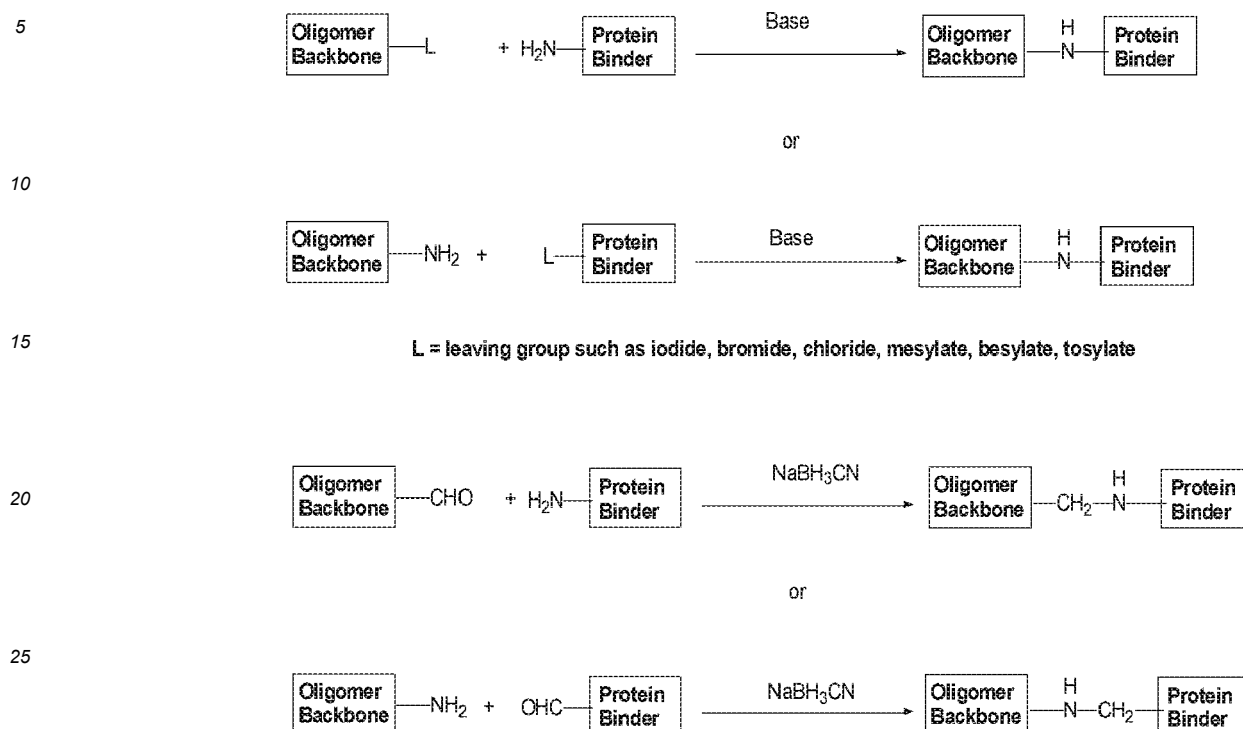 5
Oligomer Backbone —L + H₂N— Protein Binder Base Oligomer Backbone —N— Protein Binder
H
or
10
Oligomer Backbone —NH₂ + L— Protein Binder Base Oligomer Backbone —N— Protein Binder
H
15
L = leaving group such as iodide, bromide, chloride, mesylate, besylate, tosylate
20
Oligomer Backbone —CHO + H₂N— Protein Binder NaBH₃CN Oligomer Backbone —CH₂—N— Protein Binder
H
or
25
Oligomer Backbone —NH₂ + OHC— Protein Binder NaBH₃CN Oligomer Backbone —N—CH₂— Protein Binder
H